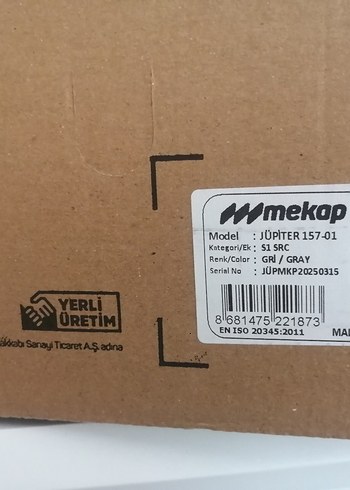 mekap
Model : JÜPİTER 157-01
Kategori/Ek : S1 SRC
Renk/Color : GRİ / GRAY
Serial No : JÜPMKP20250315
8 681475 221873
EN ISO 20345:2011
YERLİ
ÜRETİM
Sanayi Ticaret A.Ş. adına